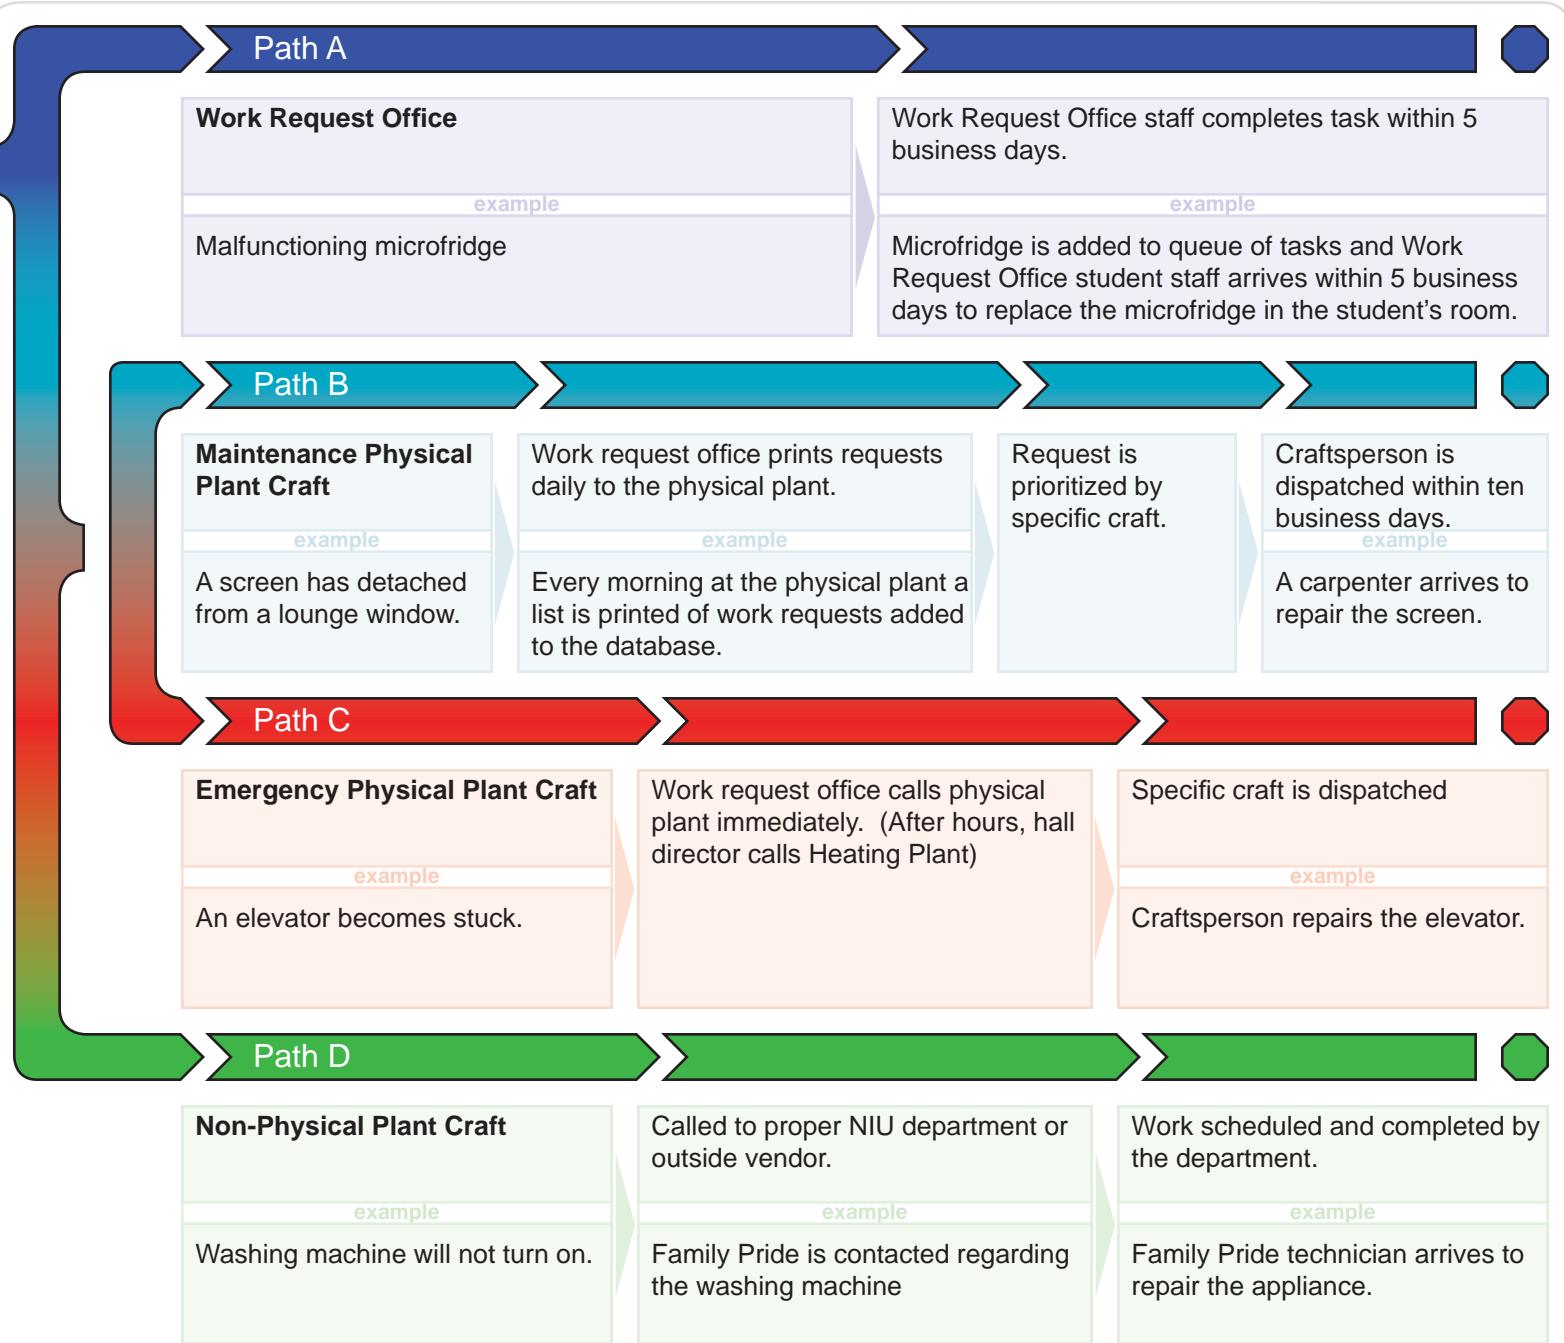 Path A
Work Request Office
example
Malfunctioning microfridge
Work Request Office staff completes task within 5
business days.
example
Microfridge is added to queue of tasks and Work
Request Office student staff arrives within 5 business
days to replace the microfridge in the student's room.
Path B
Maintenance Physical
Plant Craft
example
A screen has detached
from a lounge window.
Work request office prints requests
daily to the physical plant.
example
Every morning at the physical plant a
list is printed of work requests added
to the database.
Request is
prioritized by
specific craft.
Craftsperson is
dispatched within ten
business days.
example
A carpenter arrives to
repair the screen.
Path C
Emergency Physical Plant Craft
example
An elevator becomes stuck.
Work request office calls physical
plant immediately.  (After hours, hall
director calls Heating Plant)
Specific craft is dispatched
example
Craftsperson repairs the elevator.
Path D
Non-Physical Plant Craft
example
Washing machine will not turn on.
Called to proper NIU department or
outside vendor.
example
Family Pride is contacted regarding
the washing machine
Work scheduled and completed by
the department.
example
Family Pride technician arrives to
repair the appliance.